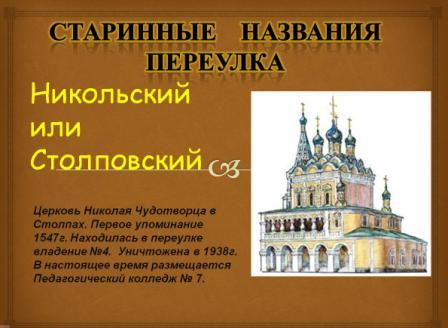 СТАРИННЫЕ НАЗВАНИЯ
ПЕРЕУЛКА
Никольский
или
Столповский
Церковь Николая Чудотворца в
Столпах. Первое упоминание
1547г. Находилась в переулке
владение №4. Уничтожена в 1938г.
В настоящее время размещается
Педагогический колледж № 7.